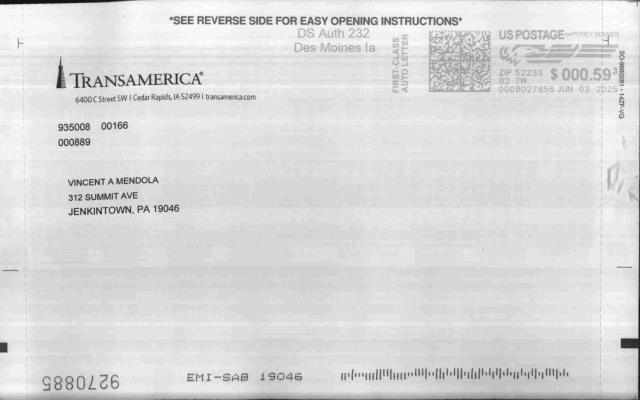 *SEE REVERSE SIDE FOR EASY OPENING INSTRUCTIONS*
DS Auth 232
Des Moines Ia
FIRST-CLASS
AUTO LETTER
US POSTAGE PITNEY BOWES
ZIP 52233
02 7W
$ 000.59³
0008027856 JUN 03 2025
TRANSAMERICA®
6400 C Street SW | Cedar Rapids, IA 52499 | transamerica.com
935008 00166
000889
VINCENT A MENDOLA
312 SUMMIT AVE
JENKINTOWN, PA 19046
9270885
EMI-SAB 19046